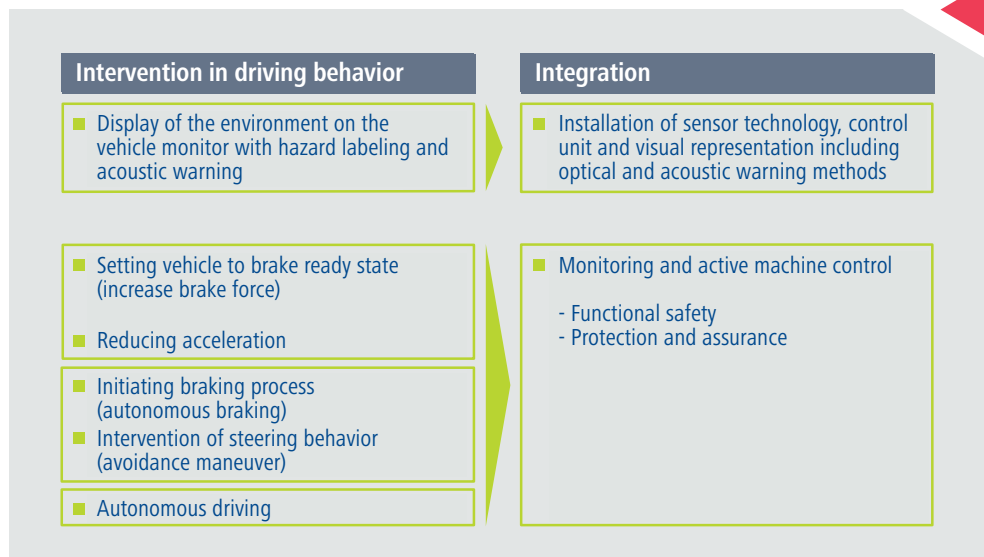 Intervention in driving behavior
Integration
■ Display of the environment on the
vehicle monitor with hazard labeling and
acoustic warning
■ Installation of sensor technology, control
unit and visual representation including
optical and acoustic warning methods
■ Setting vehicle to brake ready state
(increase brake force)
■ Reducing acceleration
■ Initiating braking process
(autonomous braking)
■ Intervention of steering behavior
(avoidance maneuver)
■ Autonomous driving
■ Monitoring and active machine control
- Functional safety
- Protection and assurance